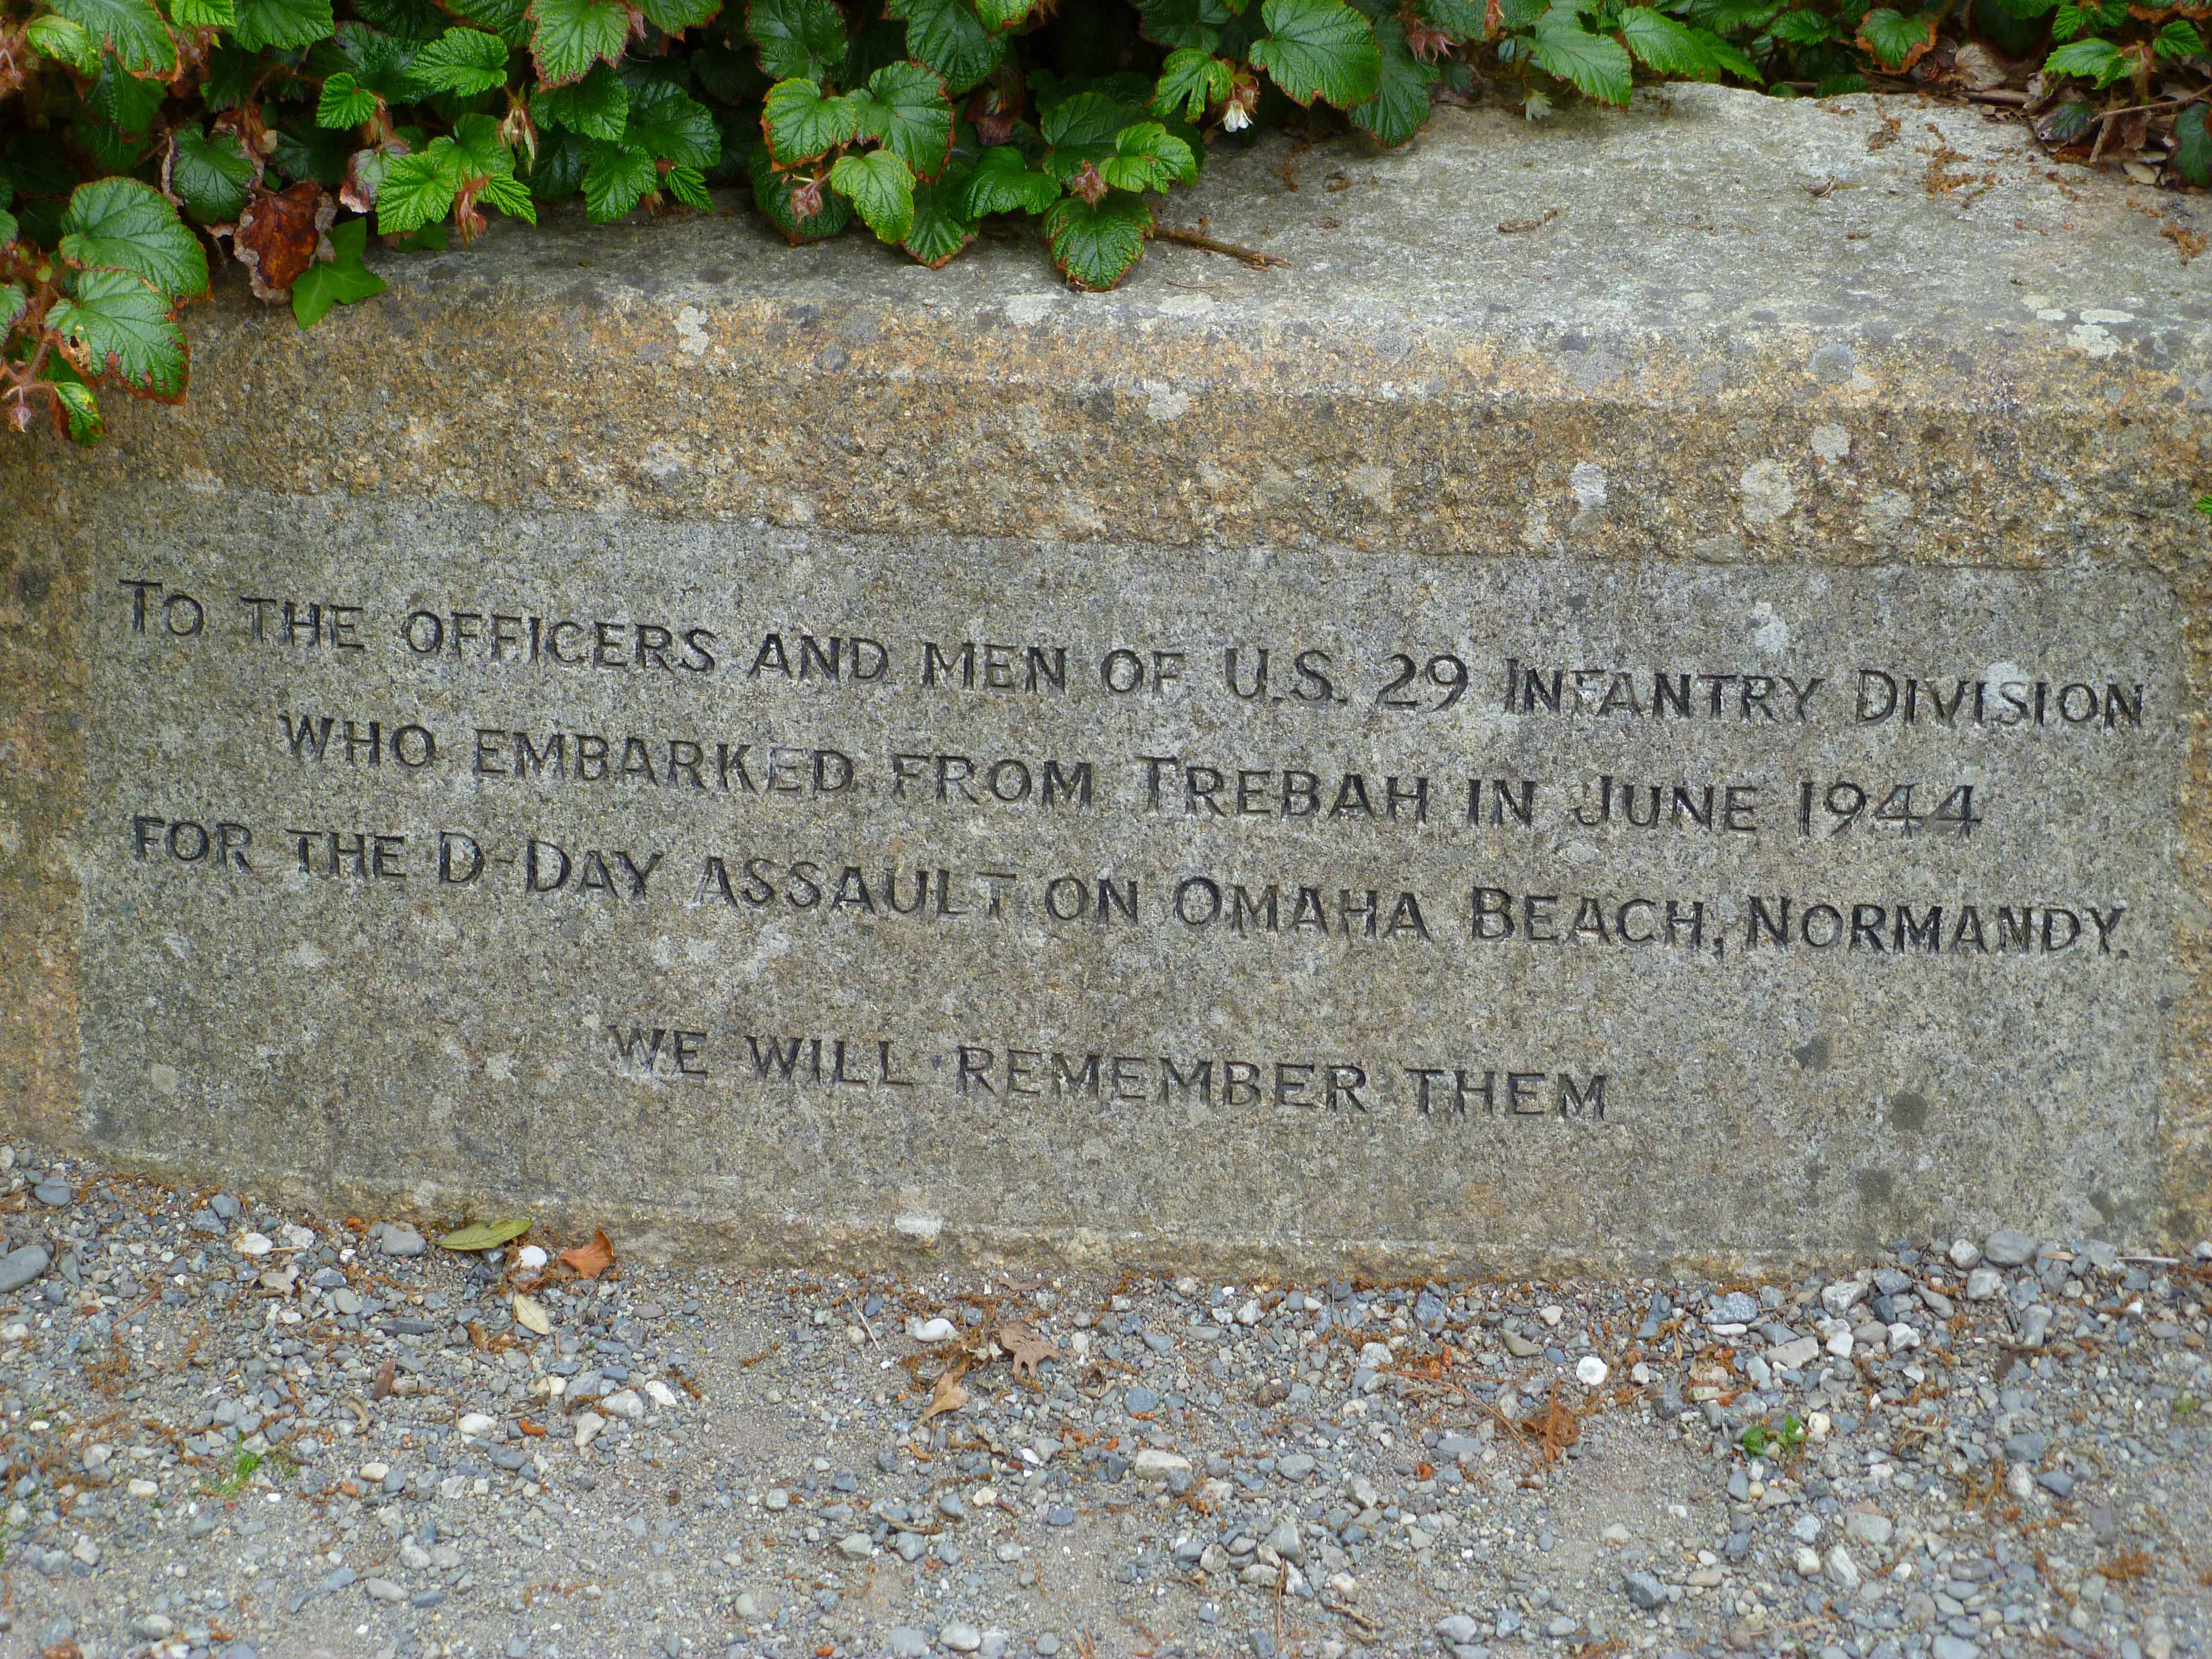 To the officers and men of U.S. 29 Infantry Division
who embarked from Trebah in June 1944
for the D-Day assault on Omaha Beach, Normandy.
we will remember them